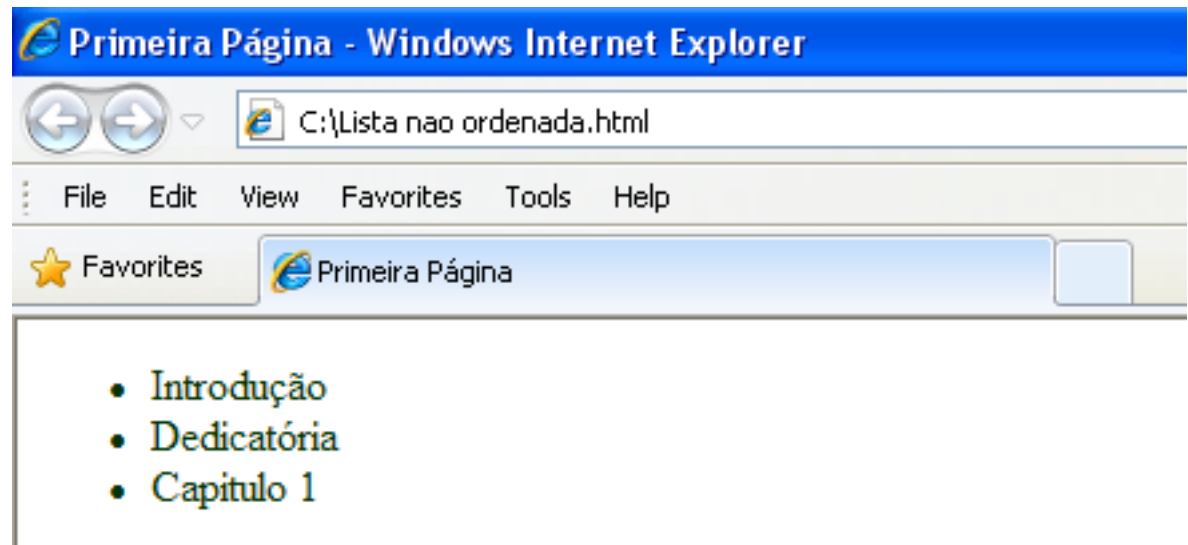 Primeira Página - Windows Internet Explorer
C:\Lista nao ordenada.html
File Edit View Favorites Tools Help
Favorites Primeira Página
• Introdução
• Dedicatória
• Capitulo 1